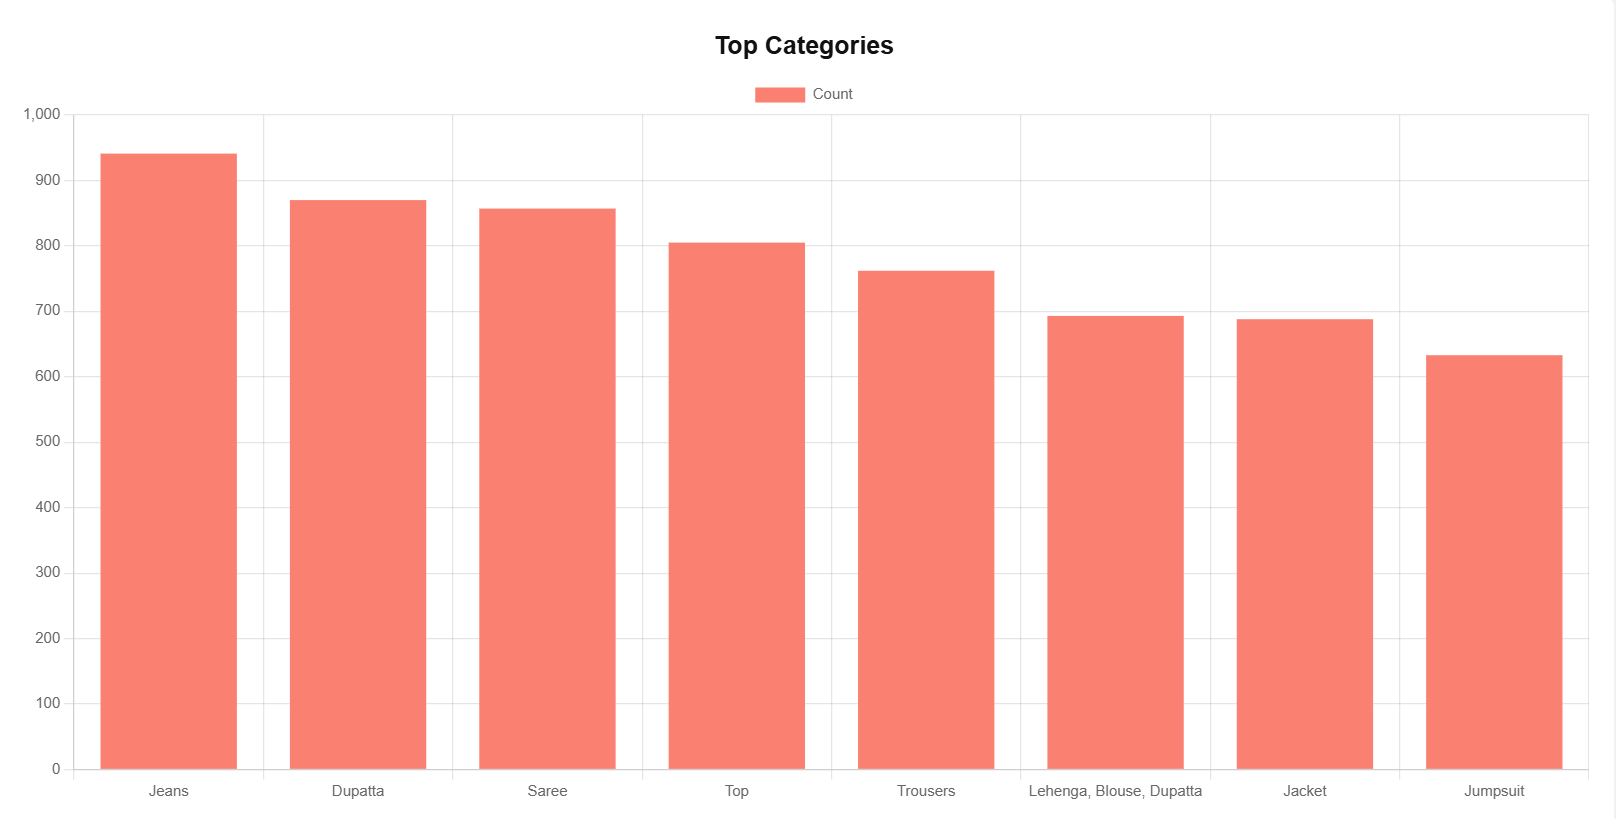 Top Categories
Count
1,000
900
800
700
600
500
400
300
200
100
0
Jeans
Dupatta
Saree
Top
Trousers
Lehenga, Blouse, Dupatta
Jacket
Jumpsuit